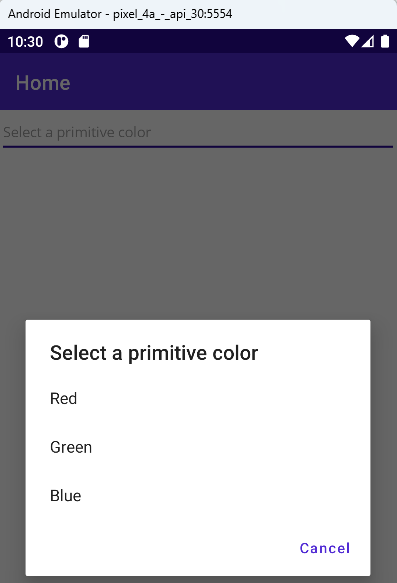 Android Emulator - pixel_4a_-_api_30:5554
10:30
Home
Select a primitive color
Select a primitive color
Red
Green
Blue
Cancel